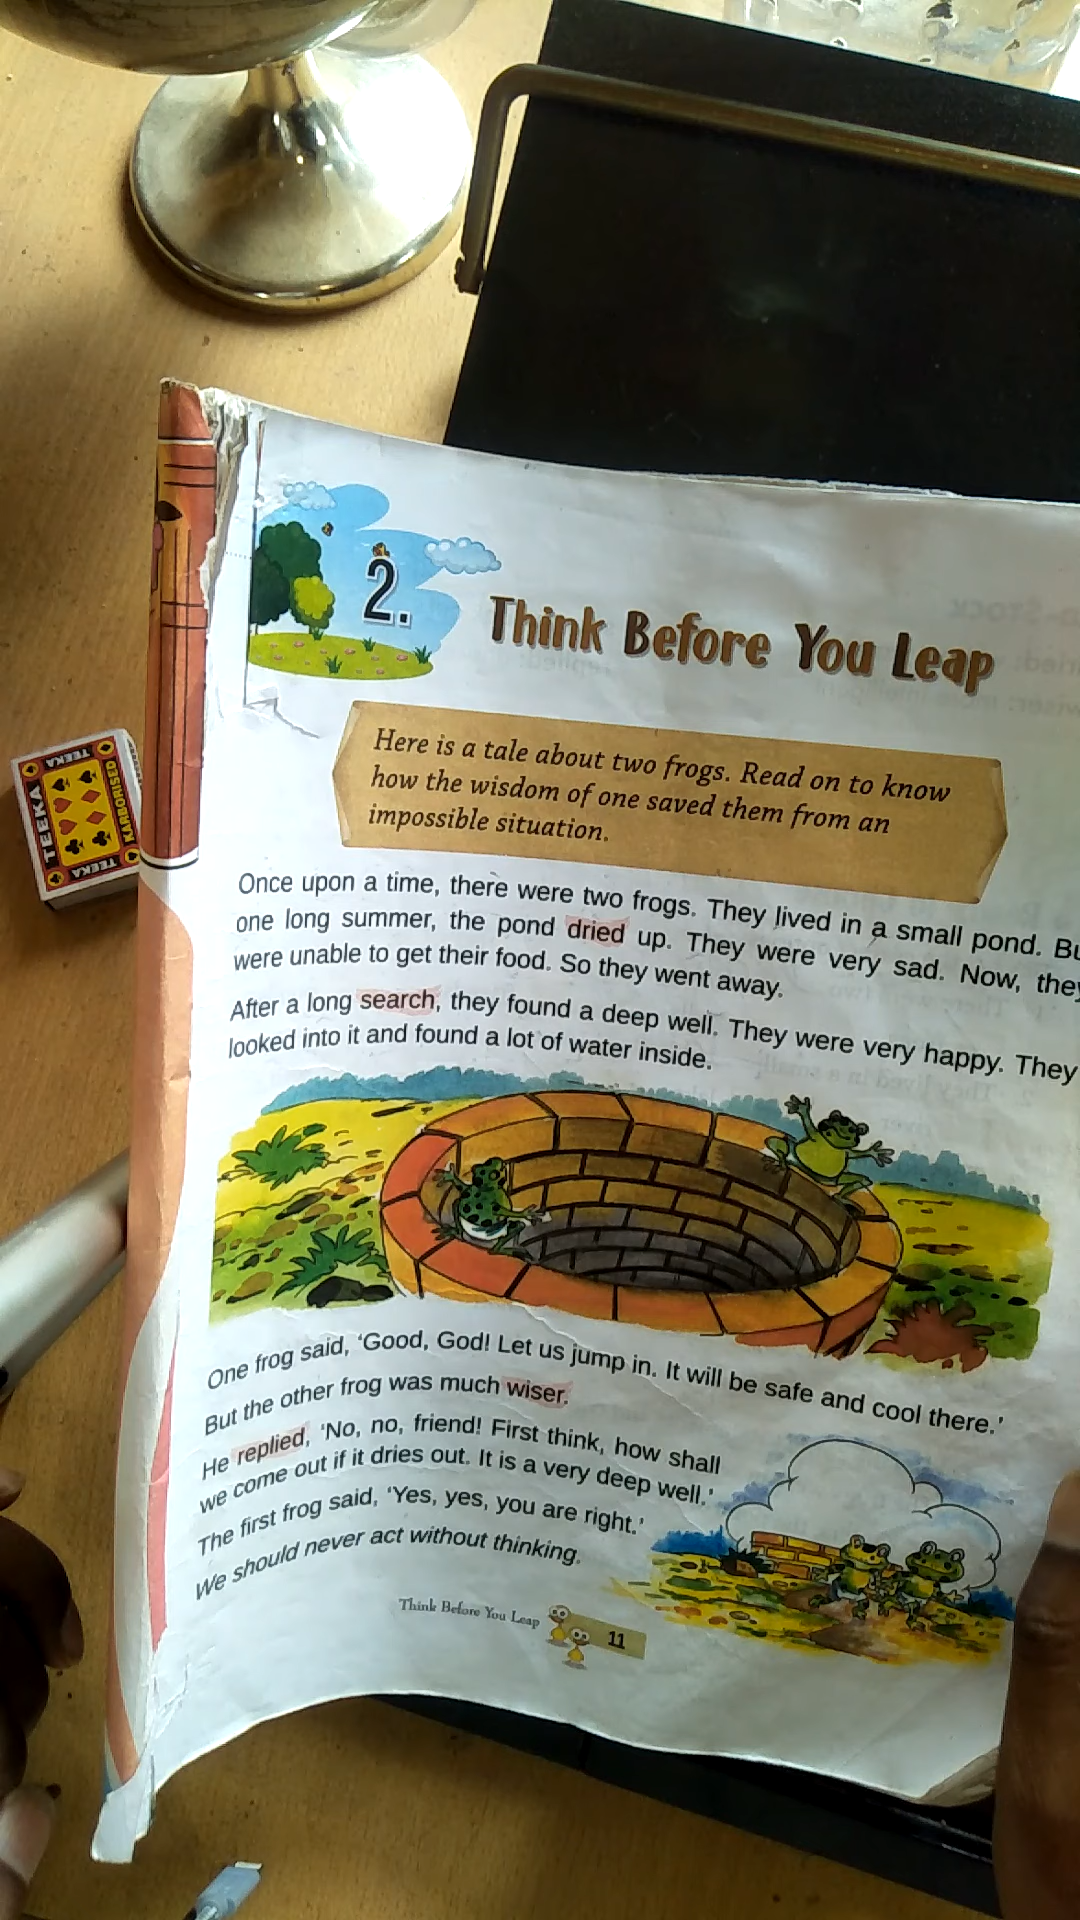 2.
Think Before You Leap
Here is a tale about two frogs. Read on to know
how the wisdom of one saved them from an
impossible situation.
Once upon a time, there were two frogs. They lived in a small pond.
one long summer, the pond dried up. They were very sad. Now,
were unable to get their food. So they went away.
After a long search, they found a deep well. They were very happy. They
looked into it and found a lot of water inside.
One frog said, ‘Good, God! Let us jump in. It will be safe and cool there.’
But the other frog was much wiser.
He replied, ‘No, no, friend! First think, how shall
we come out if it dries out. It is a very deep well.’
The first frog said, ‘Yes, yes, you are right.’
We should never act without thinking.
Think Before You Leap
11
TEEKA
TEEKA
KARBORISED
TEEKA